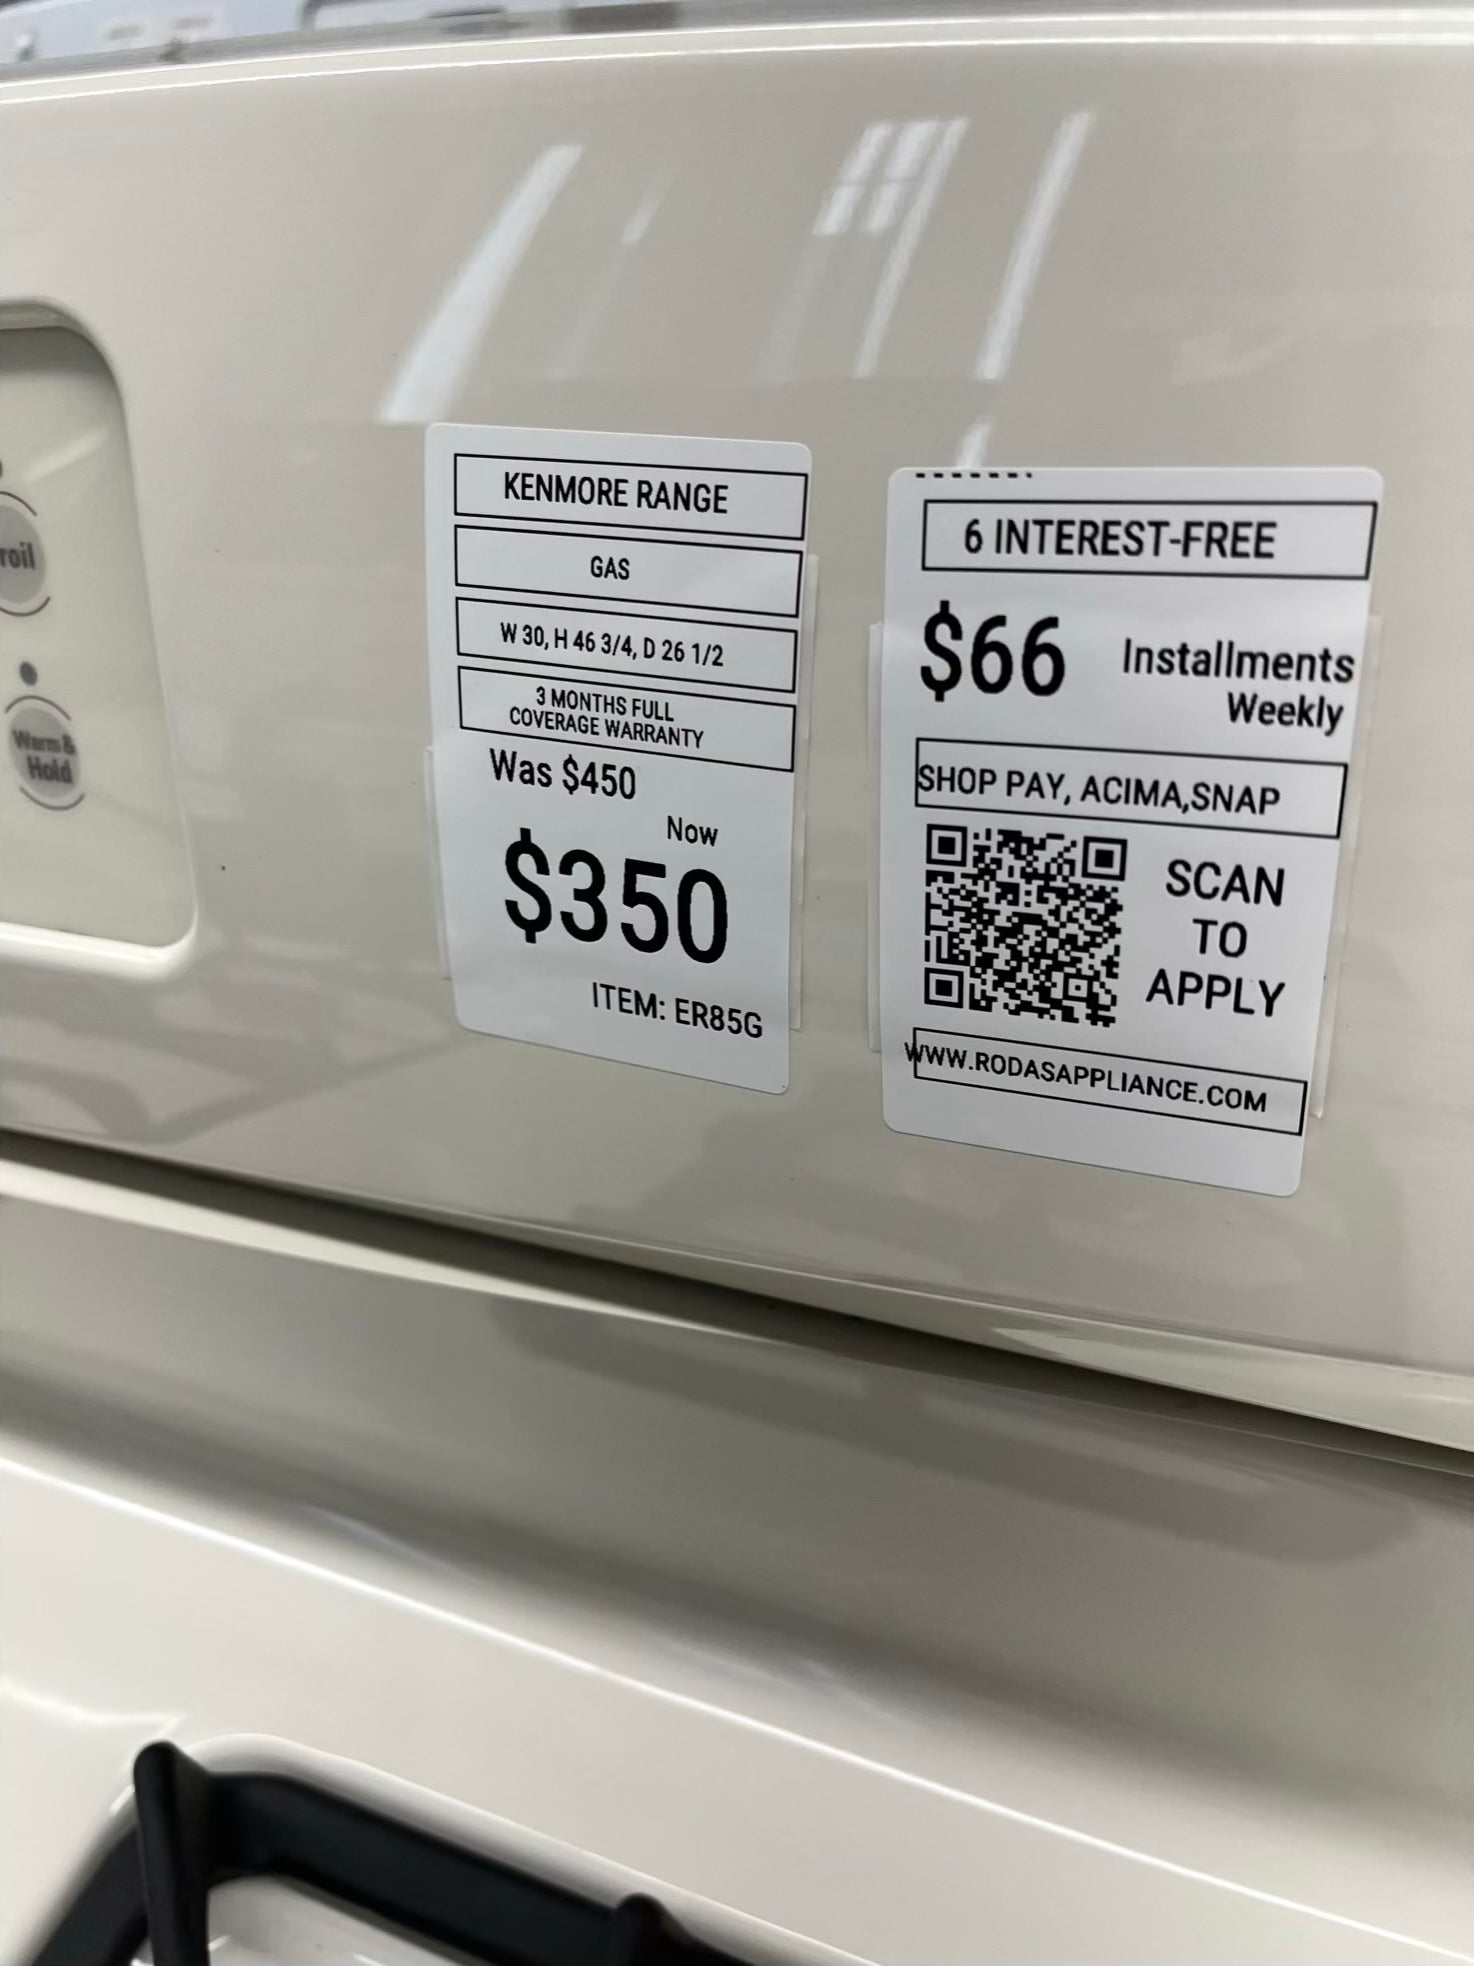 roil
Warm &
Hold
KENMORE RANGE
GAS
W 30, H 46 3/4, D 26 1/2
3 MONTHS FULL
COVERAGE WARRANTY
Was $450
Now
$350
ITEM: ER85G
6 INTEREST-FREE
$66 Installments
Weekly
SHOP PAY, ACIMA,SNAP
SCAN
TO
APPLY
WWW.RODASAPPLIANCE.COM